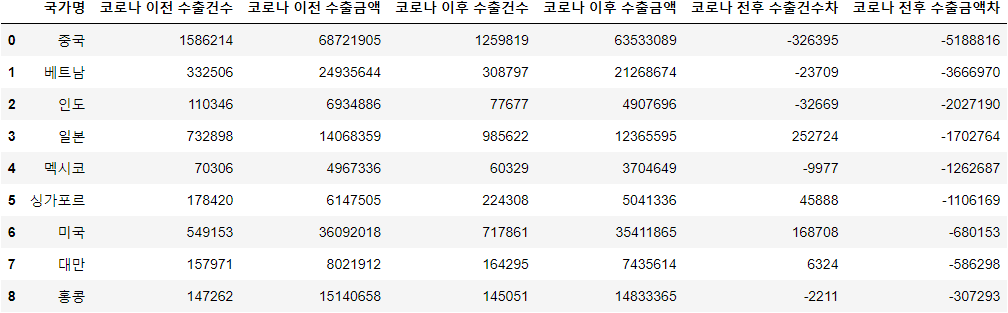 국가명 코로나 이전 수출건수 코로나 이전 수출금액 코로나 이후 수출건수 코로나 이후 수출금액 코로나 전후 수출건수차 코로나 전후 수출금액차
0 중국 1586214 68721905 1259819 63533089 -326395 -5188816
1 베트남 332506 24935644 308797 21268674 -23709 -3666970
2 인도 110346 6934886 77677 4907696 -32669 -2027190
3 일본 732898 14068359 985622 12365595 252724 -1702764
4 멕시코 70306 4967336 60329 3704649 -9977 -1262687
5 싱가포르 178420 6147505 224308 5041336 45888 -1106169
6 미국 549153 36092018 717861 35411865 168708 -680153
7 대만 157971 8021912 164295 7435614 6324 -586298
8 홍콩 147262 15140658 145051 14833365 -2211 -307293